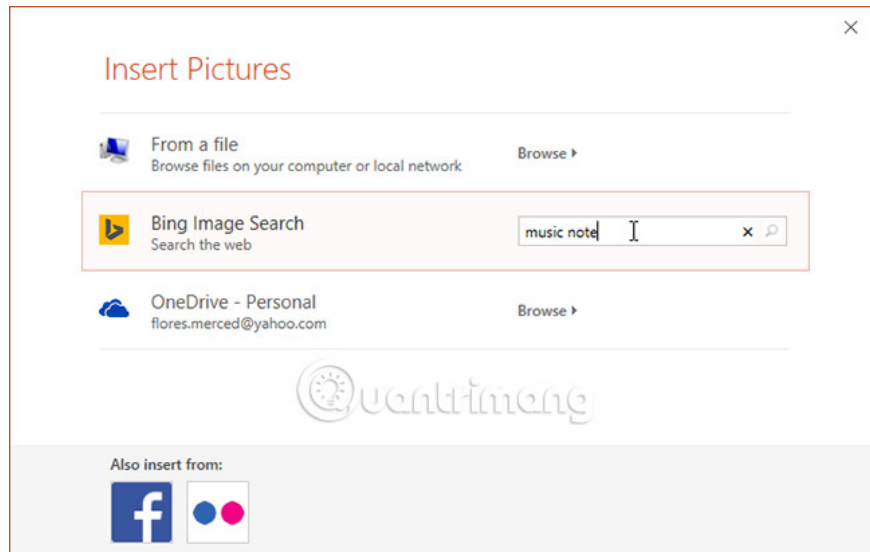 Insert Pictures
From a file
Browse files on your computer or local network
Browse
Bing Image Search
Search the web
music note
OneDrive - Personal
flores.merced@yahoo.com
Browse
Quantrimang
Also insert from: